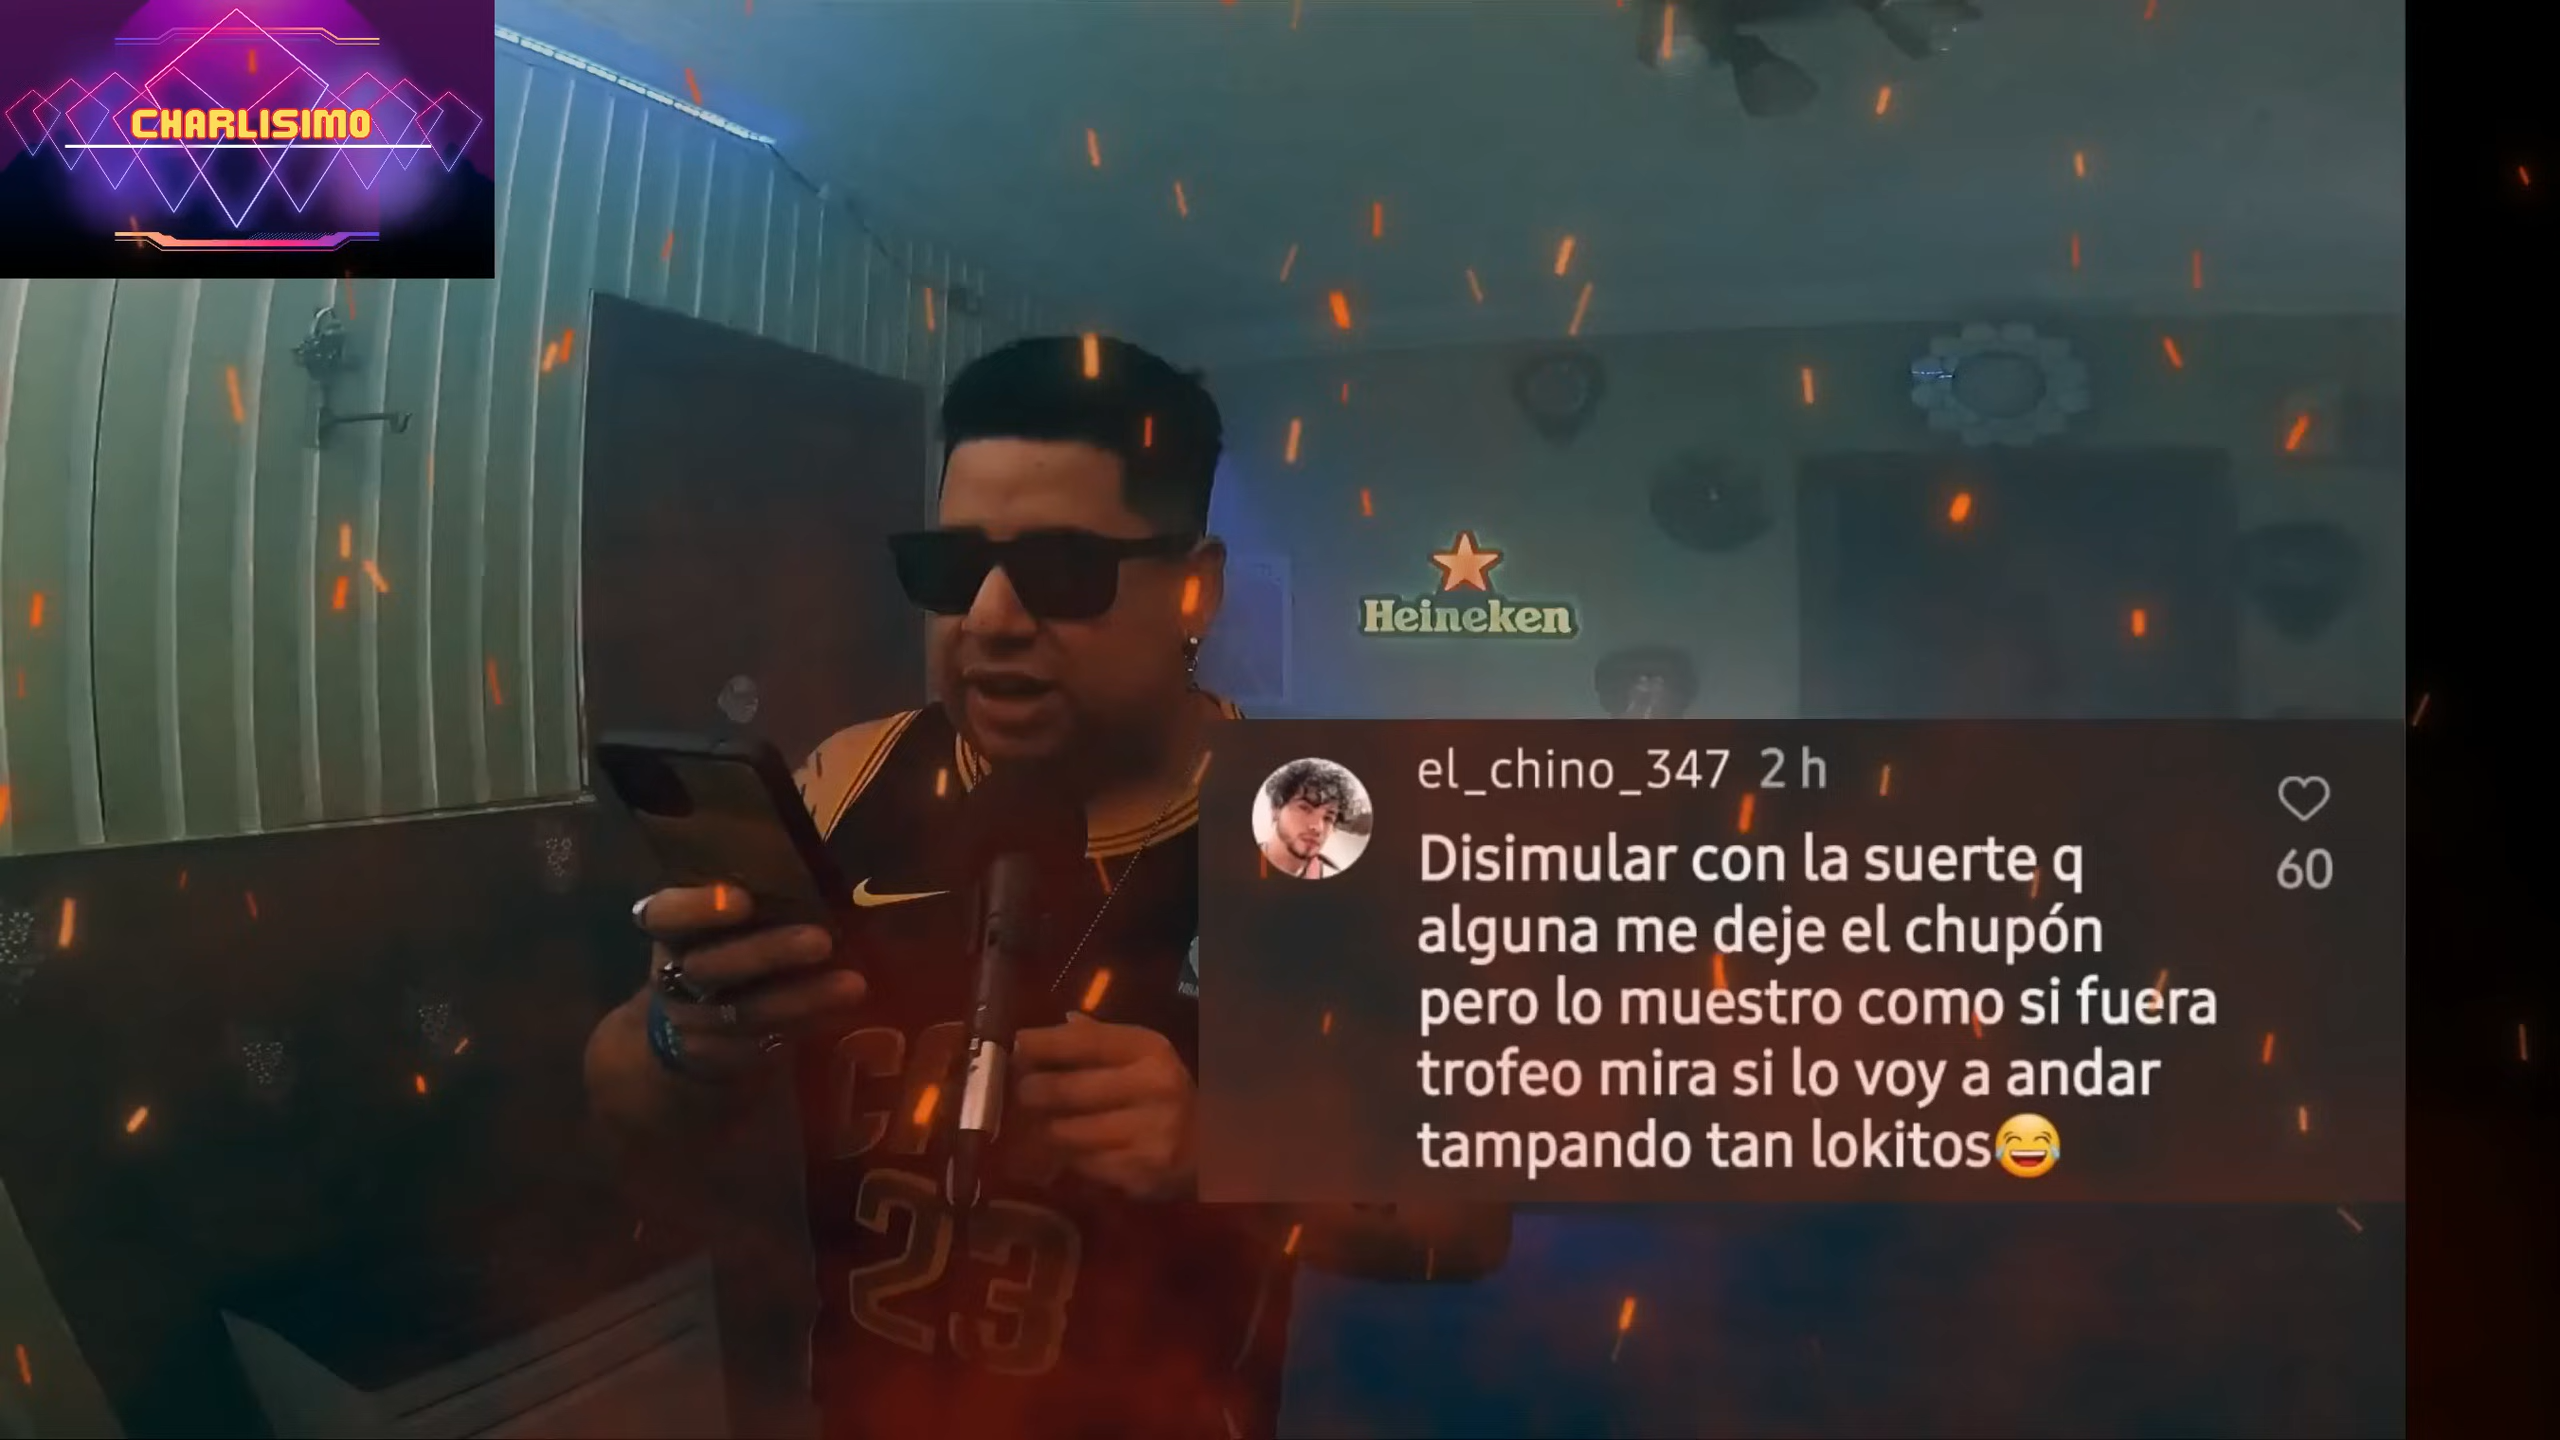 CHARLISIMO
Heineken
el_chino_347 2 h
Disimular con la suerte q
alguna me deje el chupón
pero lo muestro como si fuera
trofeo mira si lo voy a andar
tampando tan lokitos😂
60
23